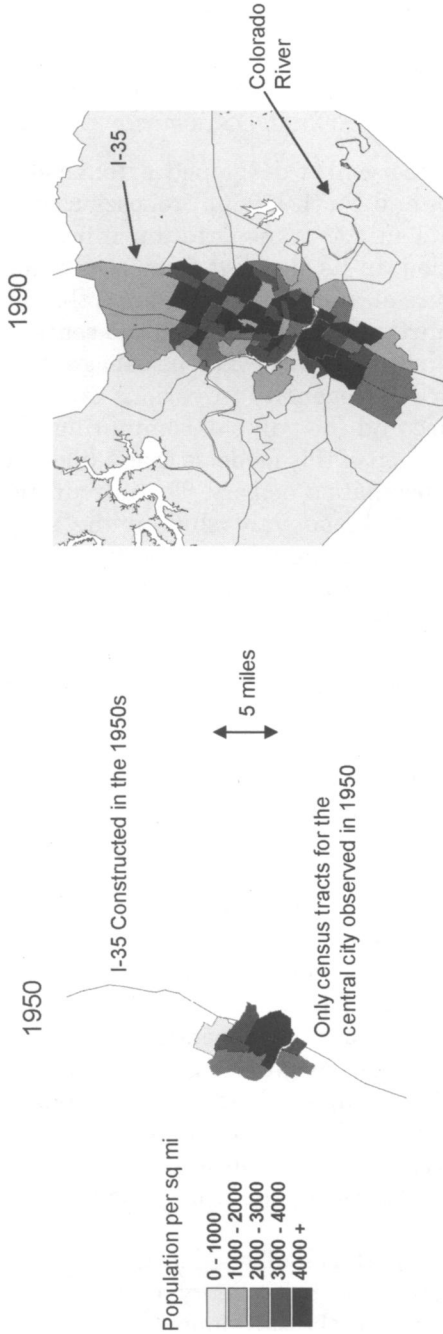 1950
I-35 Constructed in the 1950s
5 miles
Only census tracts for the
central city observed in 1950
Population per sq mi
0 - 1000
1000 - 2000
2000 - 3000
3000 - 4000
4000 +
1990
I-35
Colorado
River